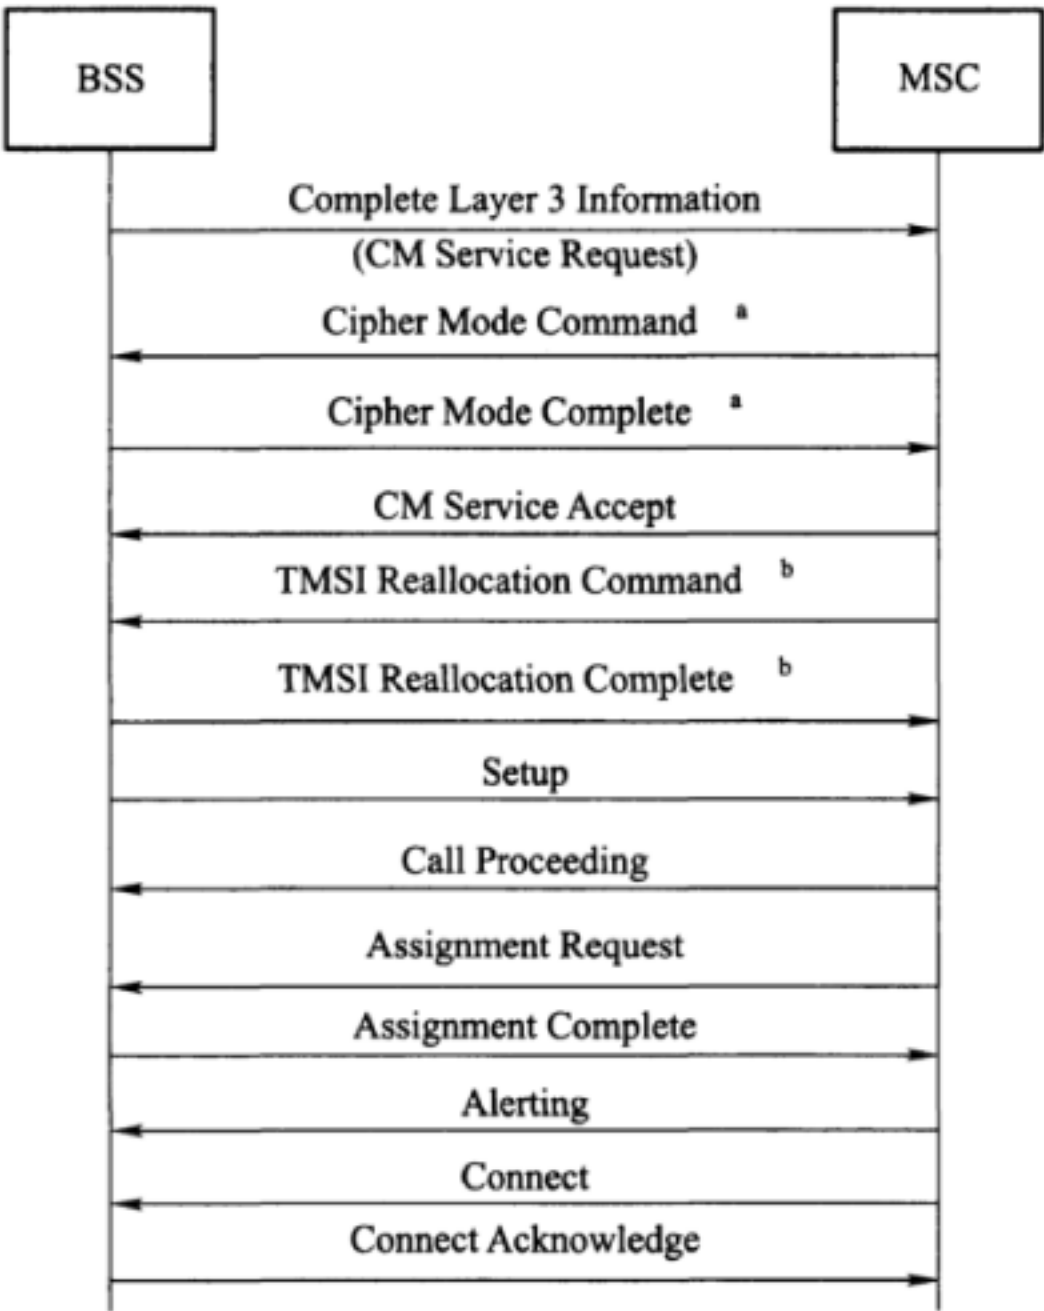 BSS
MSC
Complete Layer 3 Information
(CM Service Request)
Cipher Mode Command a
Cipher Mode Complete a
CM Service Accept
TMSI Reallocation Command b
TMSI Reallocation Complete b
Setup
Call Proceeding
Assignment Request
Assignment Complete
Alerting
Connect
Connect Acknowledge